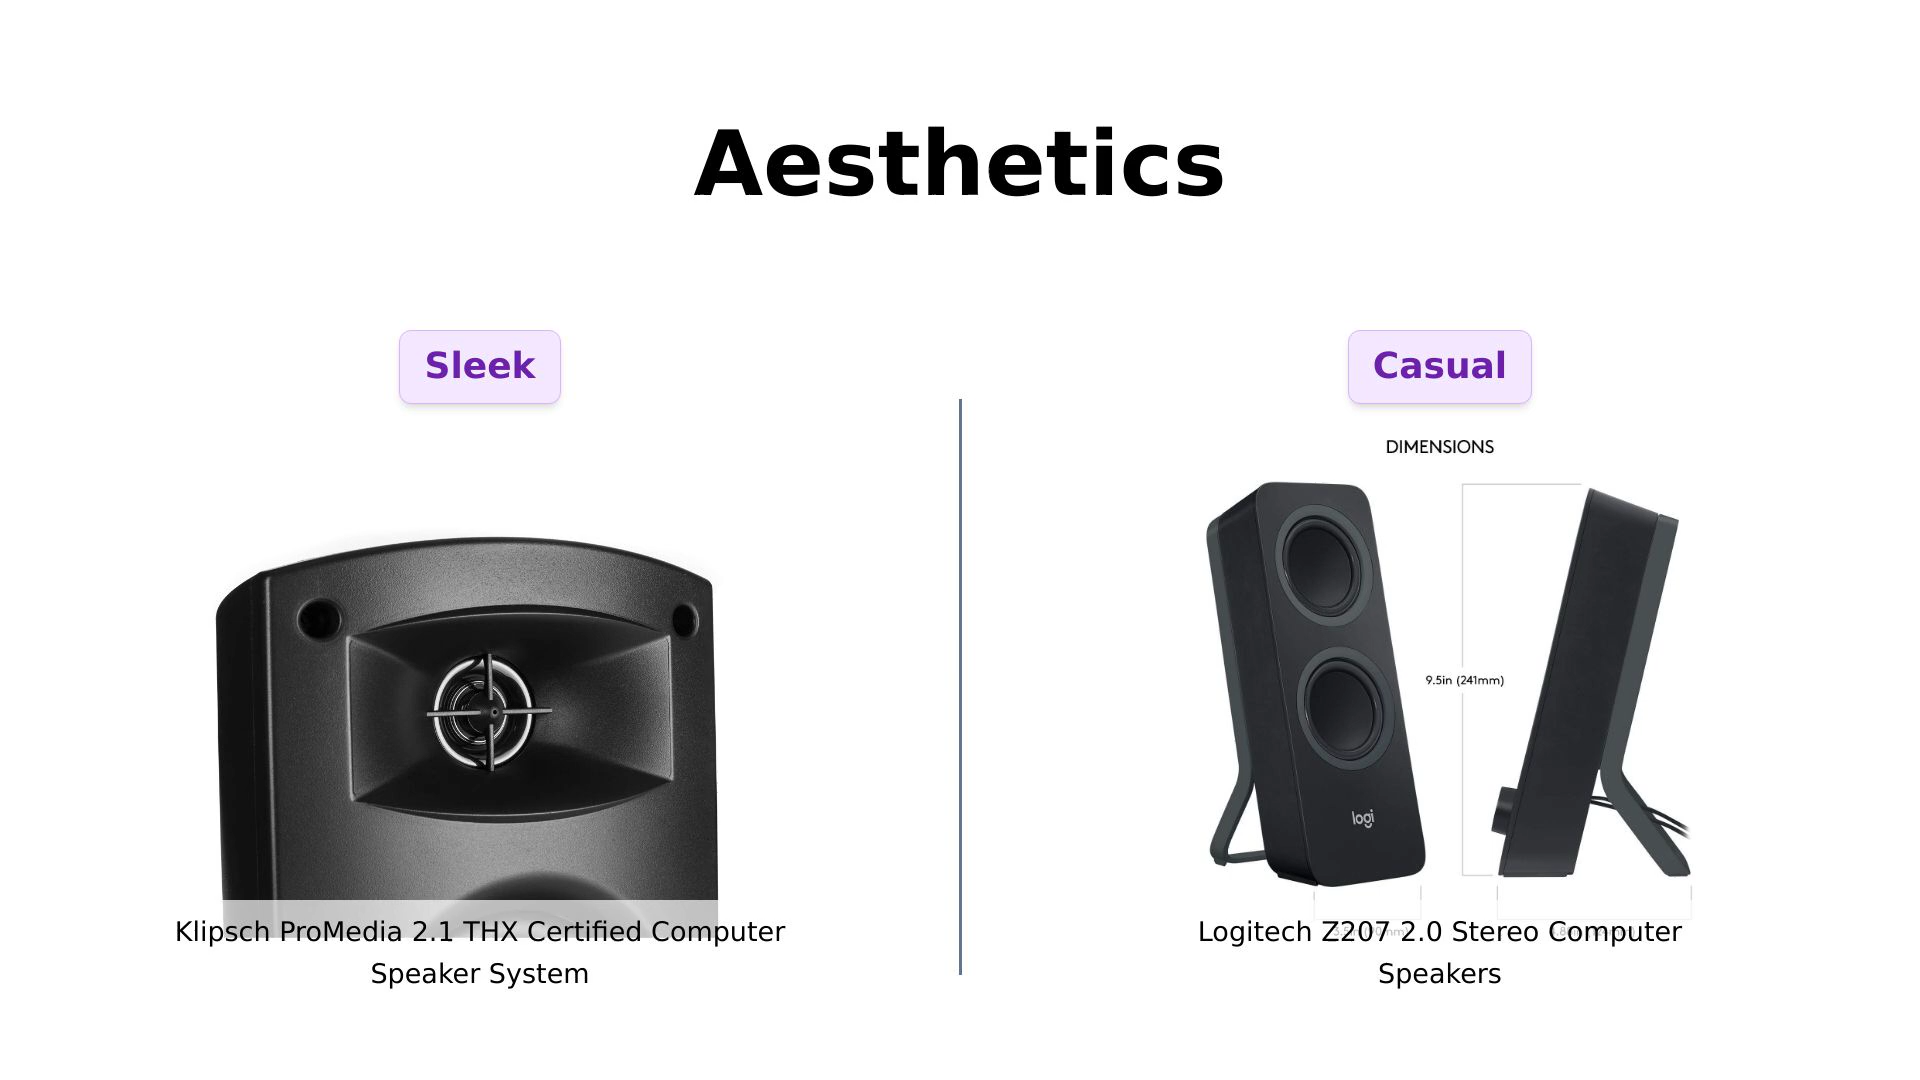 Aesthetics
Sleek
Casual
DIMENSIONS
9.5in (241mm)
logi
Klipsch ProMedia 2.1 THX Certified Computer
Speaker System
Logitech Z207 2.0 Stereo Computer
Speakers